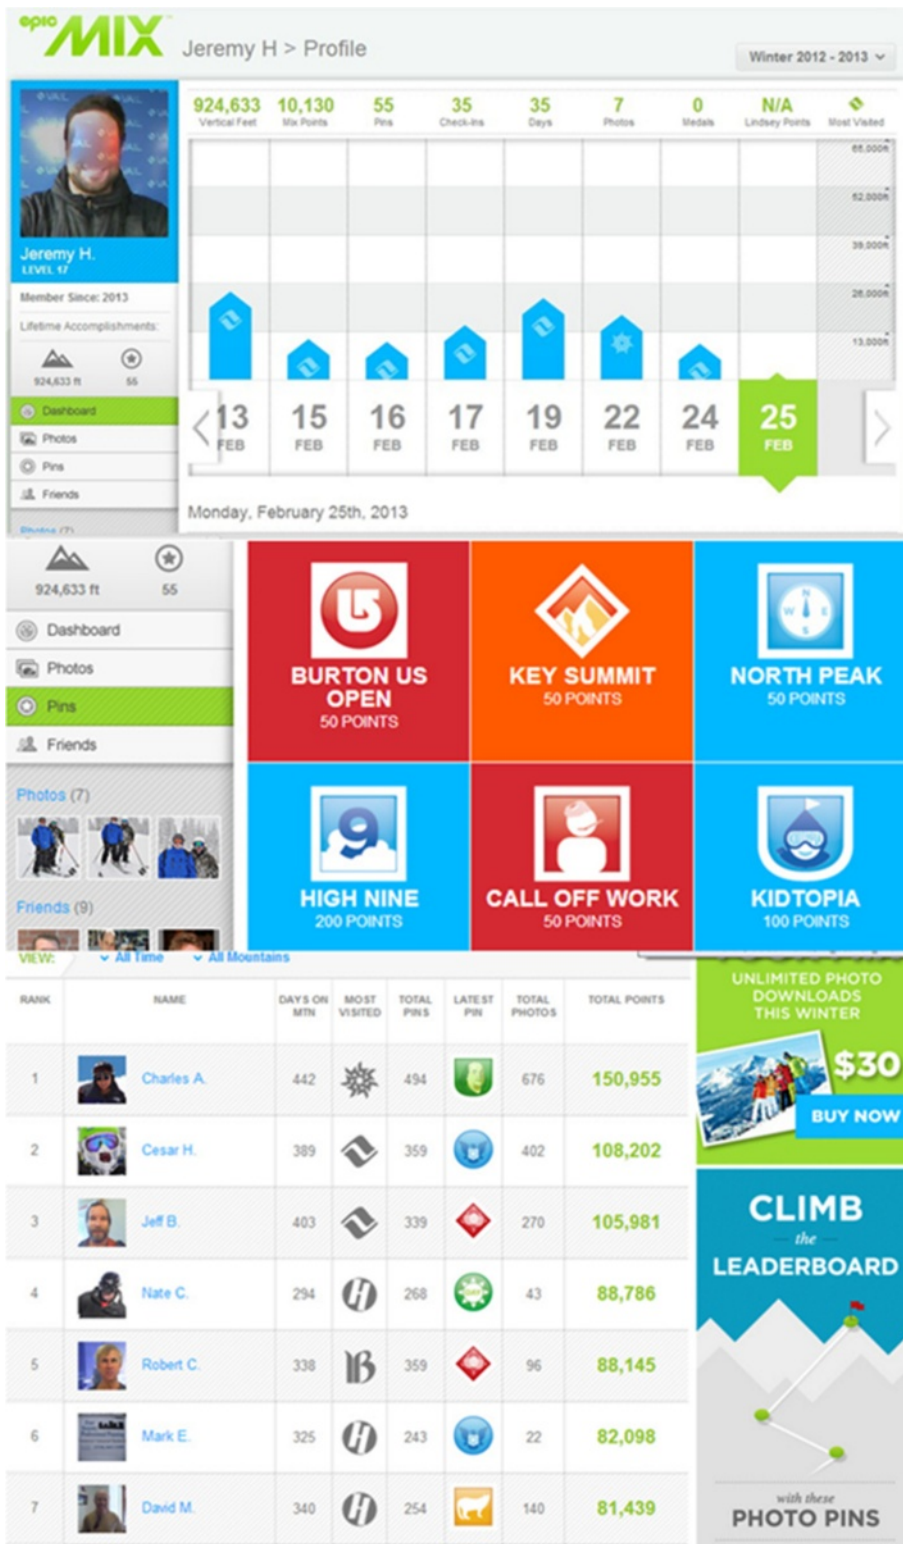 epic MIX
Jeremy H > Profile
Winter 2012 - 2013
924,633 10,130 55 35 35 7 0 N/A
Vertical Feet Mix Points Pins Check-Ins Days Photos Medals Lindsey Points Most Visited
65,000ft
52,000ft
39,000ft
26,000ft
13,000ft
Jeremy H.
LEVEL 17
Member Since: 2013
Lifetime Accomplishments:
924,633 ft 55
Dashboard
Photos
Pins
Friends
Photos (7)
13 15 16 17 19 22 24 25
FEB FEB FEB FEB FEB FEB FEB FEB
Monday, February 25th, 2013
924,633 ft 55
Dashboard
Photos
Pins
Friends
Photos (7)
Friends (9)
BURTON US
OPEN
50 POINTS
KEY SUMMIT
50 POINTS
N
W E
S
NORTH PEAK
50 POINTS
9
HIGH NINE
200 POINTS
CALL OFF WORK
50 POINTS
KIDTOPIA
100 POINTS
VIEW: All Time All Mountains
RANK NAME DAYS ON MTN MOST VISITED TOTAL PINS LATEST PIN TOTAL PHOTOS TOTAL POINTS
1 Charles A. 442 494 676 150,955
2 Cesar H. 389 359 402 108,202
3 Jeff B. 403 339 270 105,981
4 Nate C. 294 H 268 DAY 43 88,786
5 Robert C. 338 B 359 96 88,145
6 Mark E. 325 H 243 22 82,098
7 David M. 340 H 254 140 81,439
UNLIMITED PHOTO
DOWNLOADS
THIS WINTER
$30
BUY NOW
CLIMB
the
LEADERBOARD
with these
PHOTO PINS